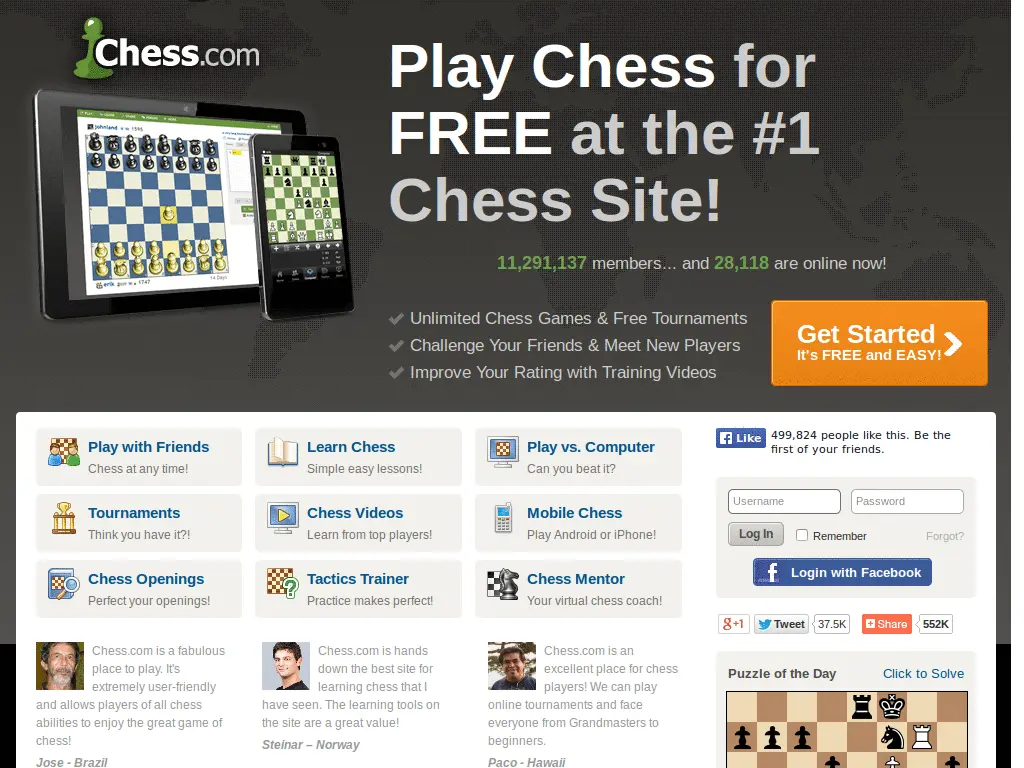 Chess.com
Play Chess for
FREE at the #1
Chess Site!
11,291,137 members... and 28,118 are online now!
Unlimited Chess Games & Free Tournaments
Challenge Your Friends & Meet New Players
Improve Your Rating with Training Videos
Get Started
It's FREE and EASY!
johnland
1595
erik
1747
14 Days
Play with Friends
Chess at any time!
Learn Chess
Simple easy lessons!
Play vs. Computer
Can you beat it?
Tournaments
Think you have it?!
Chess Videos
Learn from top players!
Mobile Chess
Play Android or iPhone!
Chess Openings
Perfect your openings!
Tactics Trainer
Practice makes perfect!
Chess Mentor
Your virtual chess coach!
Chess.com is a fabulous
place to play. It's
extremely user-friendly
and allows players of all chess
abilities to enjoy the great game of
chess!
Jose - Brazil
Chess.com is hands
down the best site for
learning chess that I
have seen. The learning tools on
the site are a great value!
Steinar – Norway
Chess.com is an
excellent place for chess
players! We can play
online tournaments and face
everyone from Grandmasters to
beginners.
Paco - Hawaii
Like
499,824 people like this. Be the
first of your friends.
Username
Password
Log In
Remember
Forgot?
Login with Facebook
g+1
Tweet
37.5K
Share
552K
Puzzle of the Day
Click to Solve